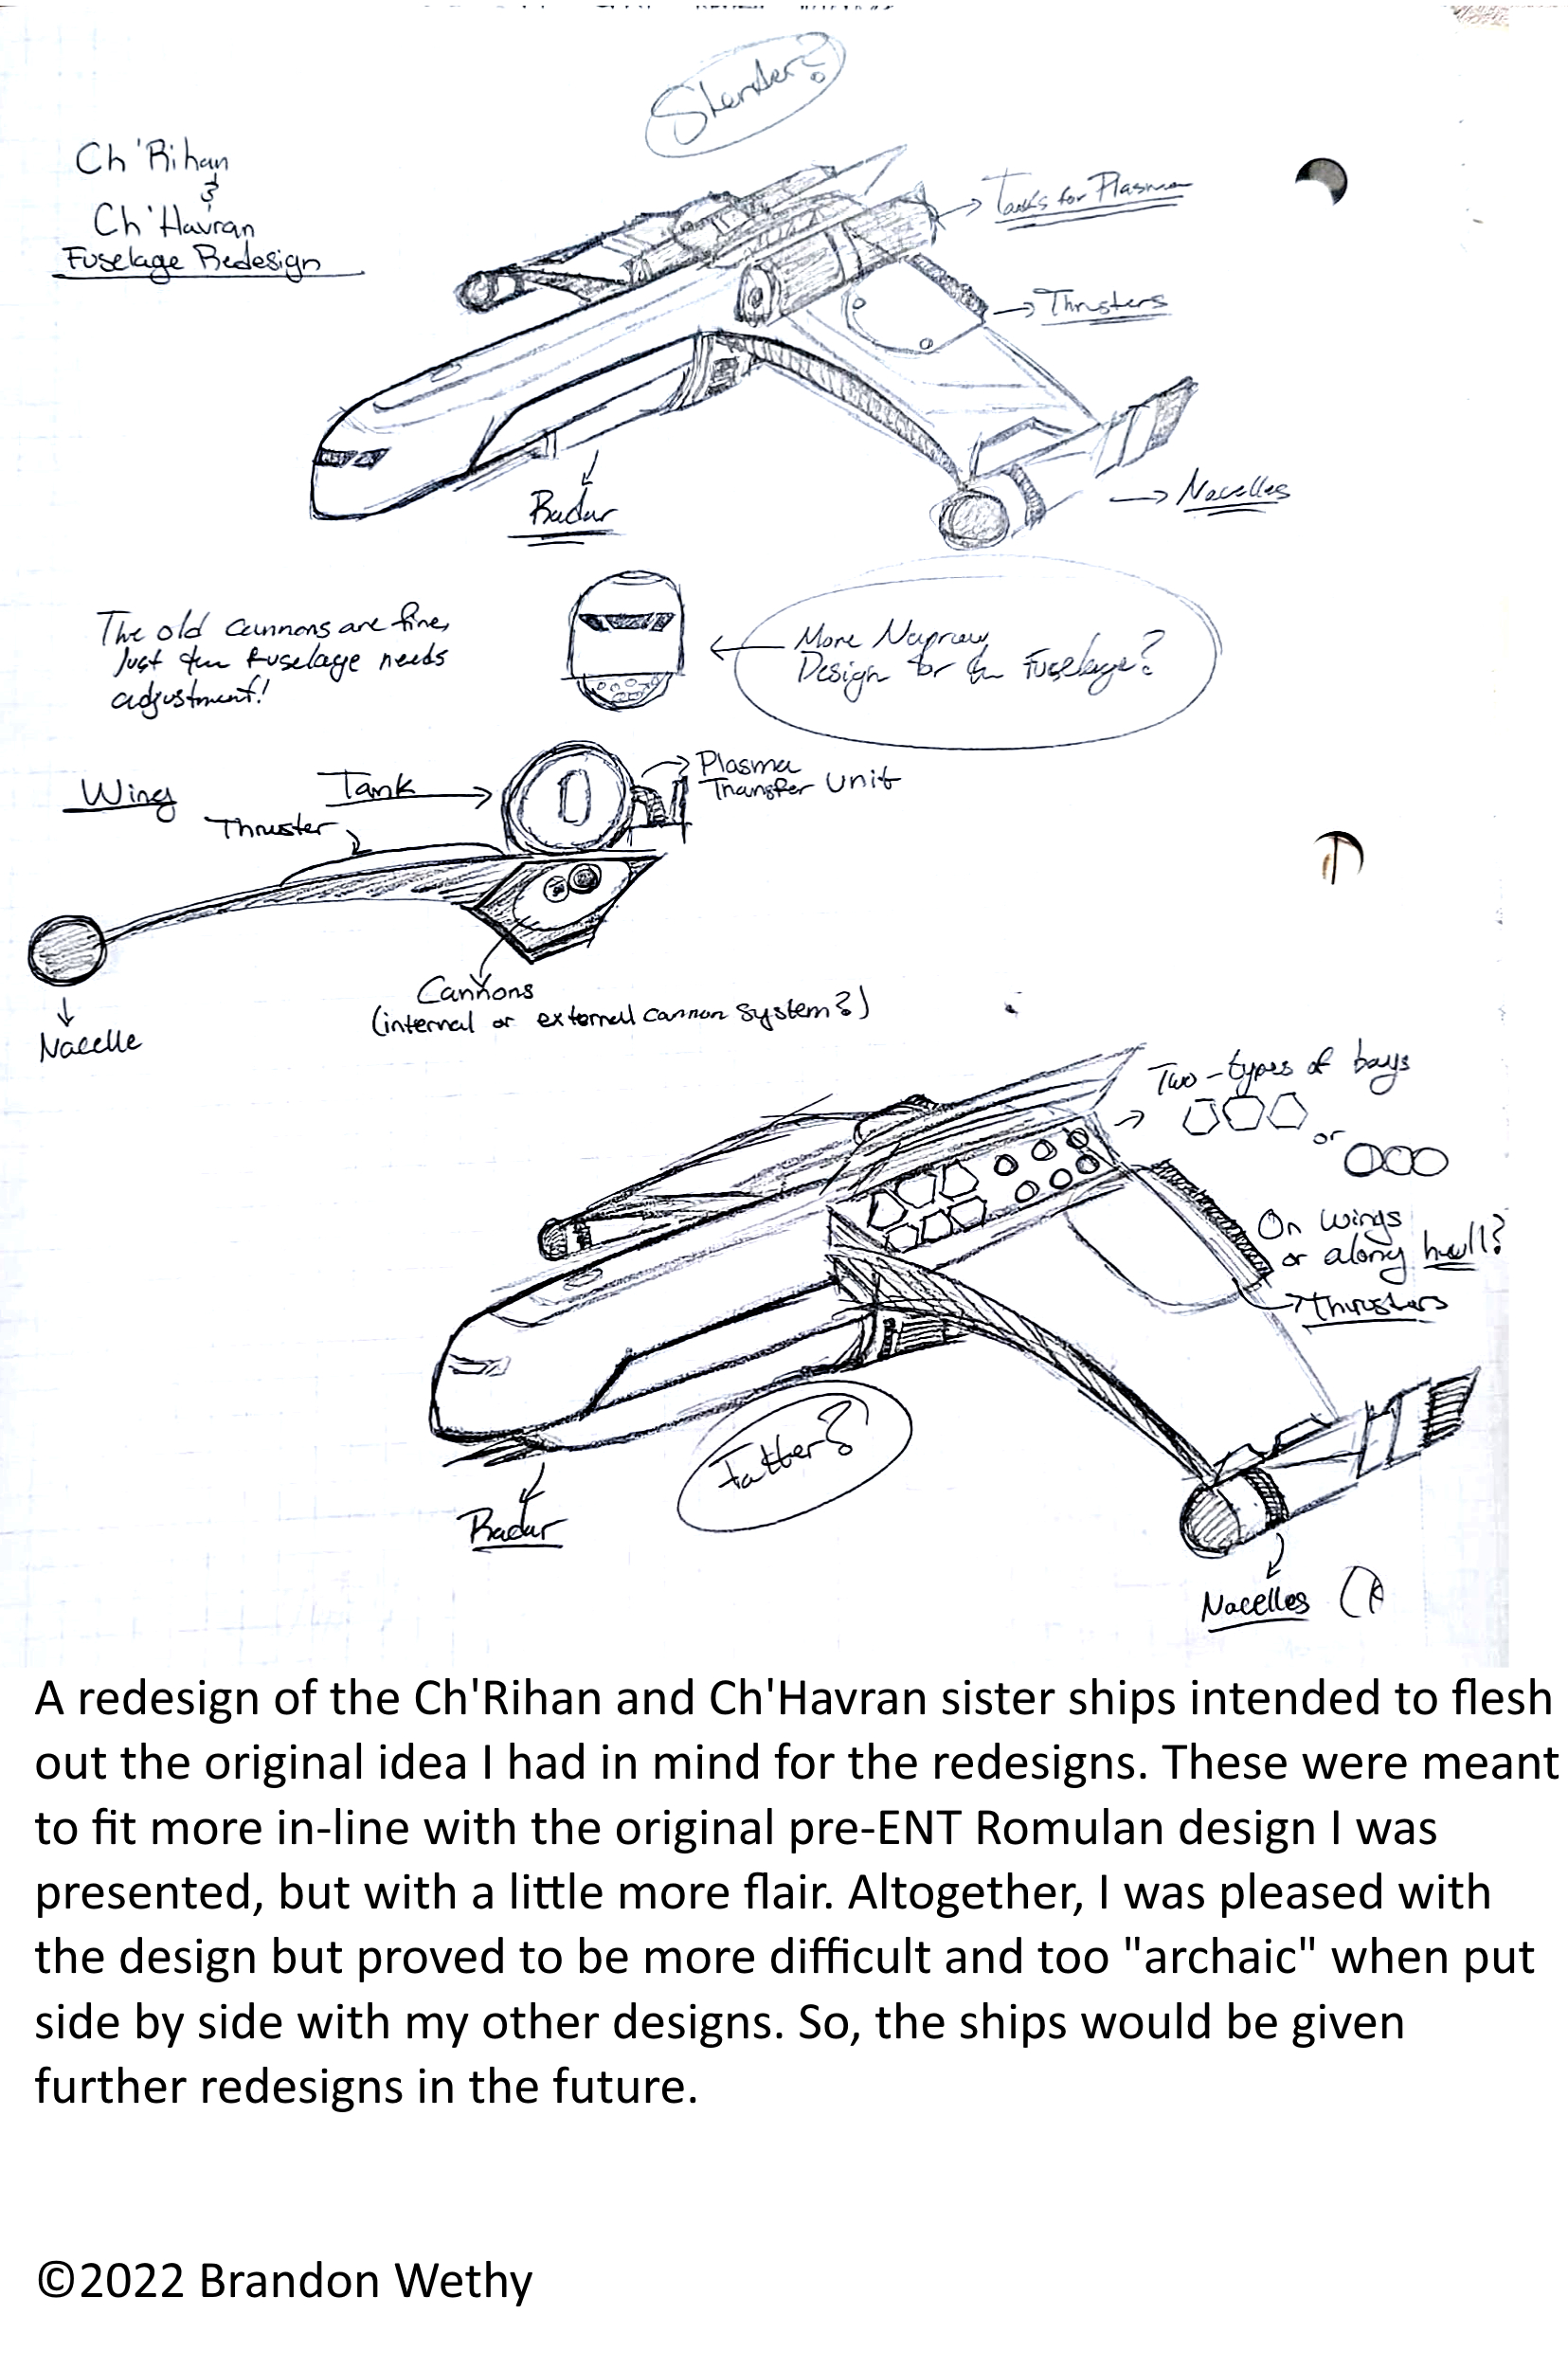 Slender?
Ch'Rihan
&
Ch'Havran
Fuselage Redesign
Tanks for Plasma
Thrusters
Radar
Nacelles
The old cannons are fine,
just the fuselage needs
adjustment!
More Narrow
Design for the Fuselage?
Wing
Tank
Thruster
Plasma
Transfer Unit
Cannons
(internal or external cannon system?)
Nacelle
Two-types of bays
or
On wings
or along hull?
Thrusters
Fatter?
Radar
Nacelles
A redesign of the Ch'Rihan and Ch'Havran sister ships intended to flesh
out the original idea I had in mind for the redesigns. These were meant
to fit more in-line with the original pre-ENT Romulan design I was
presented, but with a little more flair. Altogether, I was pleased with
the design but proved to be more difficult and too "archaic" when put
side by side with my other designs. So, the ships would be given
further redesigns in the future.
©2022 Brandon Wethy